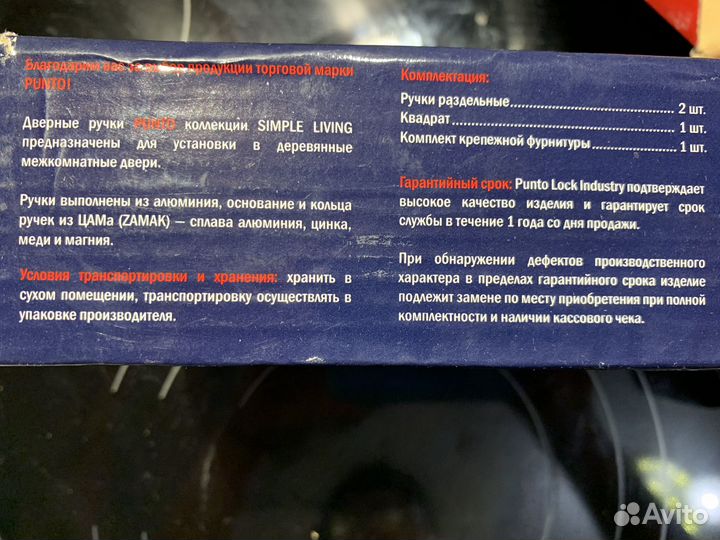 Благодарим вас за выбор продукции торговой марки
PUNTO!
Дверные ручки PUNTO коллекции SIMPLE LIVING
предназначены для установки в деревянные
межкомнатные двери.
Ручки выполнены из алюминия, основание и кольца
ручек из ЦАМа (ZAMAK) — сплава алюминия, цинка,
меди и магния.
Условия транспортировки и хранения: хранить в
сухом помещении, транспортировку осуществлять в
упаковке производителя.
Комплектация:
Ручки раздельные 2 шт.
Квадрат 1 шт.
Комплект крепежной фурнитуры 1 шт.
Гарантийный срок: Punto Lock Industry подтверждает
высокое качество изделия и гарантирует срок
службы в течение 1 года со дня продажи.
При обнаружении дефектов производственного
характера в пределах гарантийного срока изделие
подлежит замене по месту приобретения при полной
комплектности и наличии кассового чека.
Avito